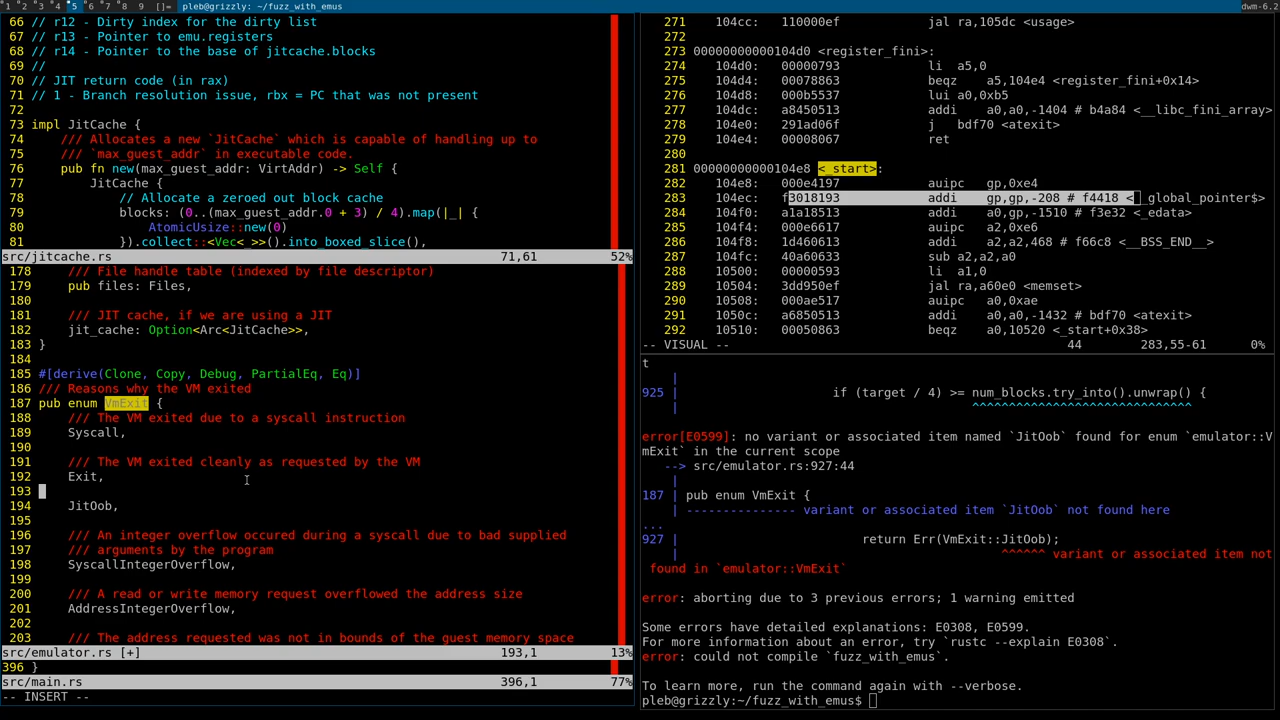 1 2 3 4 5 6 7 8 9 []= pleb@grizzly:~/fuzz_with_emus dwm-6.2
66 // r12 - Dirty index for the dirty list
67 // r13 - Pointer to emu.registers
68 // r14 - Pointer to the base of jitcache.blocks
69 //
70 // JIT return code (in rax)
71 // 1 - Branch resolution issue, rbx = PC that was not present
72
73 impl JitCache {
74     /// Allocates a new `JitCache` which is capable of handling up to
75     /// `max_guest_addr` in executable code.
76     pub fn new(max_guest_addr: VirtAddr) -> Self {
77         JitCache {
78             // Allocate a zeroed out block cache
79             blocks: (0..(max_guest_addr.0 + 3) / 4).map(|_| {
80                 AtomicUsize::new(0)
81             }).collect::<Vec<_>>().into_boxed_slice(),
src/jitcache.rs 71,61 52%
178     /// File handle table (indexed by file descriptor)
179     pub files: Files,
180
181     /// JIT cache, if we are using a JIT
182     jit_cache: Option<Arc<JitCache>>,
183 }
184
185 #[derive(Clone, Copy, Debug, PartialEq, Eq)]
186 /// Reasons why the VM exited
187 pub enum VmExit {
188     /// The VM exited due to a syscall instruction
189     Syscall,
190
191     /// The VM exited cleanly as requested by the VM
192     Exit,
193
194     JitOob,
195
196     /// An integer overflow occured during a syscall due to bad supplied
197     /// arguments by the program
198     SyscallIntegerOverflow,
199
200     /// A read or write memory request overflowed the address size
201     AddressIntegerOverflow,
202
203     /// The address requested was not in bounds of the guest memory space
src/emulator.rs [+] 193,1 13%
396 }
src/main.rs 396,1 77%
-- INSERT --
271    104cc:   110000ef            jal ra,105dc <usage>
272
273 00000000000104d0 <register_fini>:
274    104d0:   00000793            li  a5,0
275    104d4:   00078863            beqz    a5,104e4 <register_fini+0x14>
276    104d8:   000b5537            lui a0,0xb5
277    104dc:   a8450513            addi    a0,a0,-1404 # b4a84 <__libc_fini_array>
278    104e0:   291ad06f            j   bdf70 <atexit>
279    104e4:   00008067            ret
280
281 00000000000104e8 <_start>:
282    104e8:   000e4197            auipc   gp,0xe4
283    104ec:   f3018193            addi    gp,gp,-208 # f4418 <__global_pointer$>
284    104f0:   a1a18513            addi    a0,gp,-1510 # f3e32 <_edata>
285    104f4:   000e6617            auipc   a2,0xe6
286    104f8:   1d460613            addi    a2,a2,468 # f66c8 <__BSS_END__>
287    104fc:   40a60633            sub a2,a2,a0
288    10500:   00000593            li  a1,0
289    10504:   3dd950ef            jal ra,a60e0 <memset>
290    10508:   000ae517            auipc   a0,0xae
291    1050c:   a6850513            addi    a0,a0,-1432 # bdf70 <atexit>
292    10510:   00050863            beqz    a0,10520 <_start+0x38>
-- VISUAL -- 44 283,55-61 0%
t
    |
925 |                     if (target / 4) >= num_blocks.try_into().unwrap() {
    |                                        ^^^^^^^^^^^^^^^^^^^^^^^^^^^^^
error[E0599]: no variant or associated item named `JitOob` found for enum `emulator::V
mExit` in the current scope
   --> src/emulator.rs:927:44
    |
187 | pub enum VmExit {
    | --------------- variant or associated item `JitOob` not found here
...
927 |                         return Err(VmExit::JitOob);
    |                                            ^^^^^^ variant or associated item not
 found in `emulator::VmExit`
error: aborting due to 3 previous errors; 1 warning emitted
Some errors have detailed explanations: E0308, E0599.
For more information about an error, try `rustc --explain E0308`.
error: could not compile `fuzz_with_emus`.
To learn more, run the command again with --verbose.
pleb@grizzly:~/fuzz_with_emus$